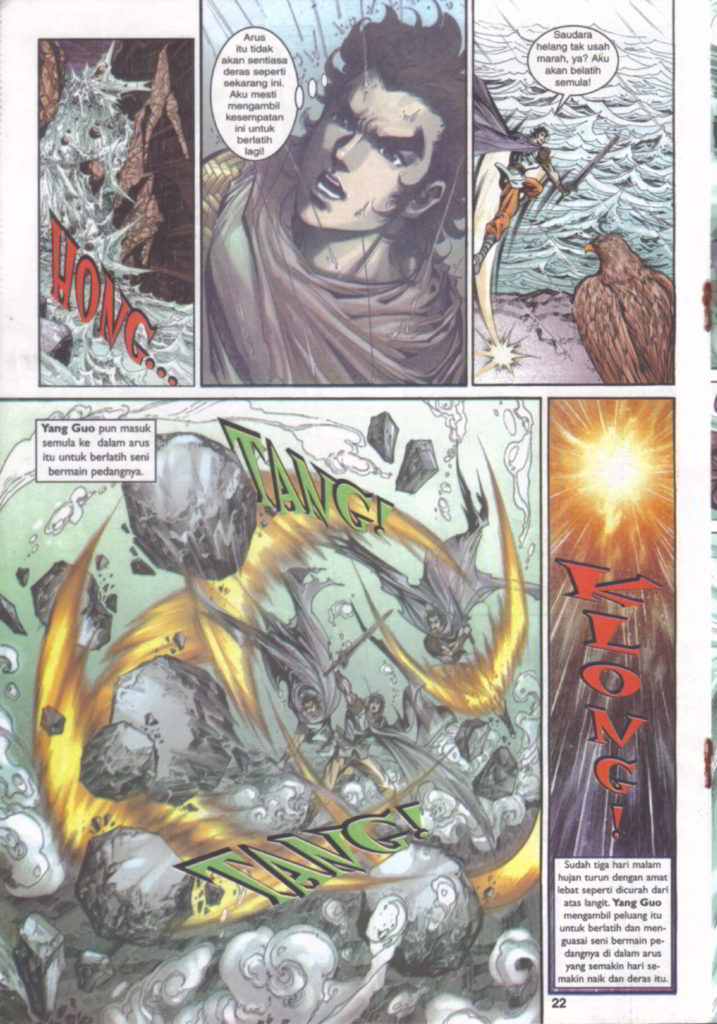 HONG...
Arus
itu tidak
akan sentiasa
deras seperti
sekarang ini.
Aku mesti
mengambil
kesempatan
ini untuk
berlatih
lagi!
Saudara
helang tak usah
marah, ya? Aku
akan belatih
semula!
Yang Guo pun masuk
semula ke dalam arus
itu untuk berlatih seni
bermain pedangnya.
TANG!
TANG!
KLONG!
Sudah tiga hari malam
hujan turun dengan amat
lebat seperti dicurah dari
atas langit. Yang Guo
mengambil peluang itu
untuk berlatih dan men-
guasai seni bermain pe-
dangnya di dalam arus
yang semakin hari se-
makin naik dan deras itu.
22